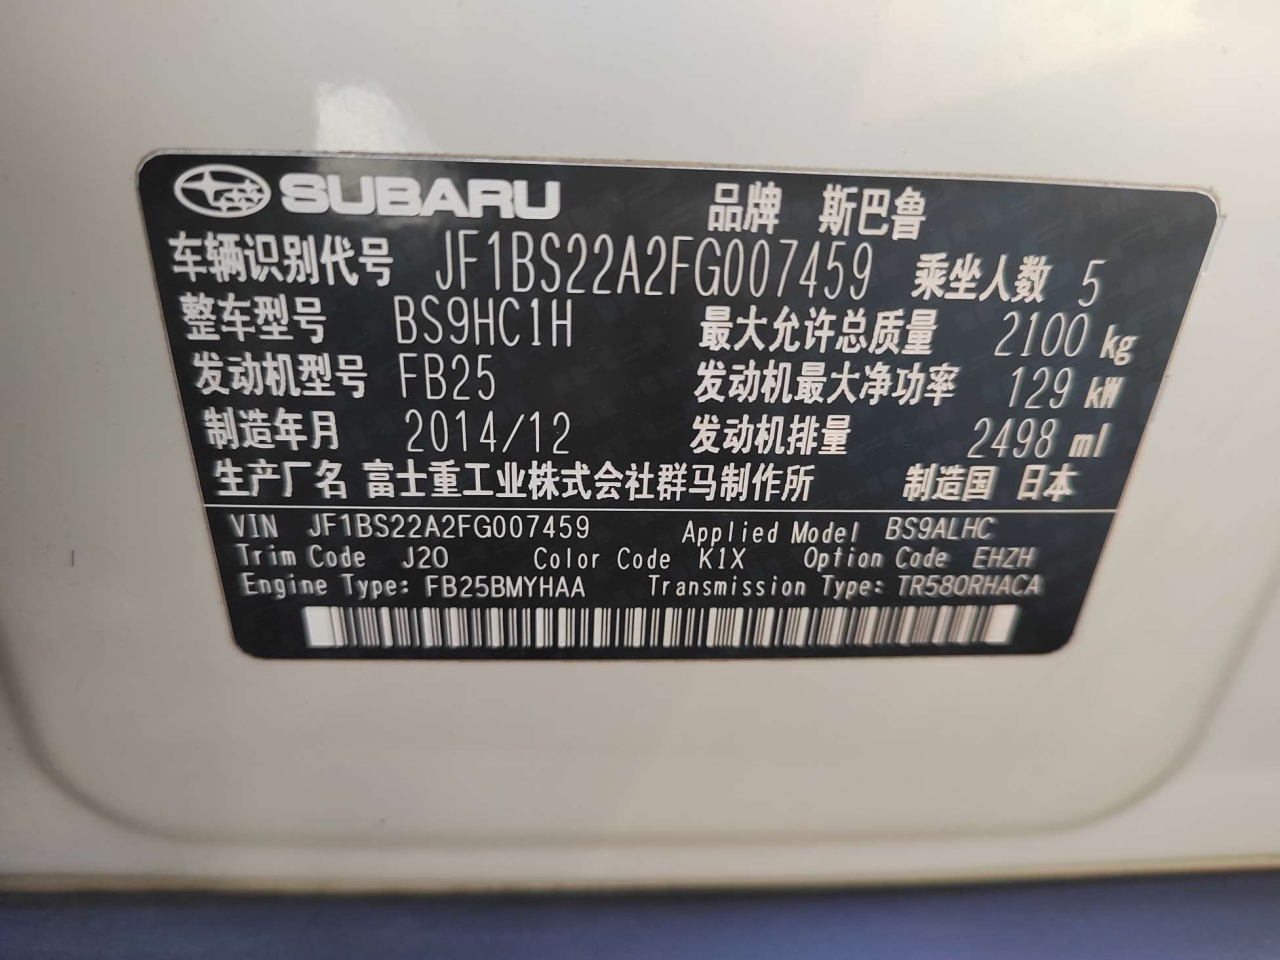 SUBARU 品牌 斯巴鲁
车辆识别代号 JF1BS22A2FG007459 乘坐人数 5
整车型号 BS9HC1H 最大允许总质量 2100 kg
发动机型号 FB25 发动机最大净功率 129 kW
制造年月 2014/12 发动机排量 2498 ml
生产厂名 富士重工业株式会社群马制作所 制造国 日本
VIN JF1BS22A2FG007459 Applied Model BS9ALHC
Trim Code J20 Color Code K1X Option Code EHZH
Engine Type: FB25BMYHAA Transmission Type: TR580RHACA